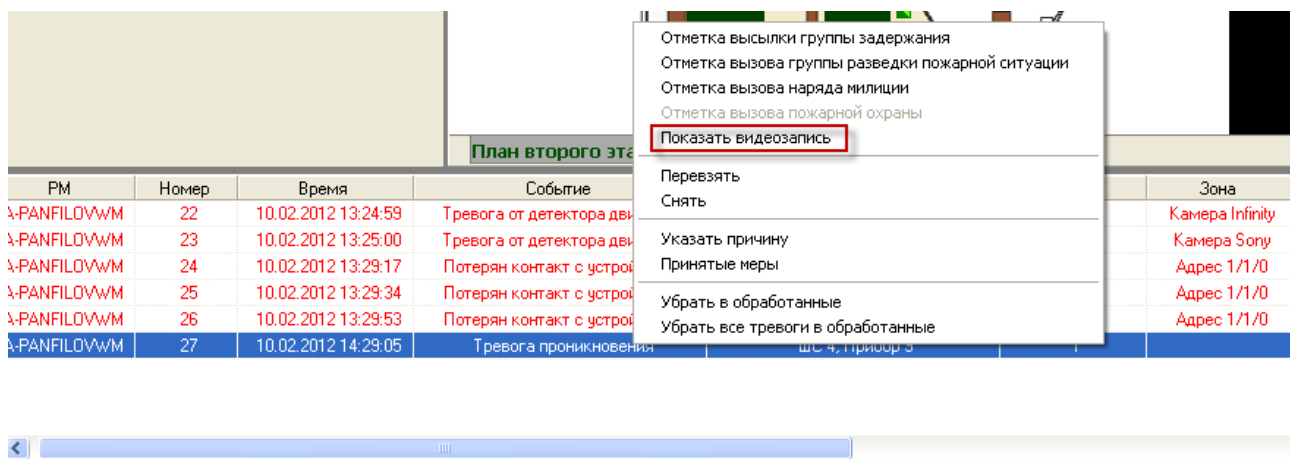 Отметка высылки группы задержания
Отметка вызова группы разведки пожарной ситуации
Отметка вызова наряда милиции
Отметка вызова пожарной охраны
Показать видеозапись
Перевзять
Снять
Указать причину
Принятые меры
Убрать в обработанные
Убрать все тревоги в обработанные
План второго эта
РМ Номер Время Событие Зона
A-PANFILOVWM 22 10.02.2012 13:24:59 Тревога от детектора дви Камера Infinity
A-PANFILOVWM 23 10.02.2012 13:25:00 Тревога от детектора дви Камера Sony
A-PANFILOVWM 24 10.02.2012 13:29:17 Потерян контакт с устрой Адрес 1/1/0
A-PANFILOVWM 25 10.02.2012 13:29:34 Потерян контакт с устрой Адрес 1/1/0
A-PANFILOVWM 26 10.02.2012 13:29:53 Потерян контакт с устрой Адрес 1/1/0
A-PANFILOVWM 27 10.02.2012 14:29:05 Тревога проникновения ШС 4, Прибор